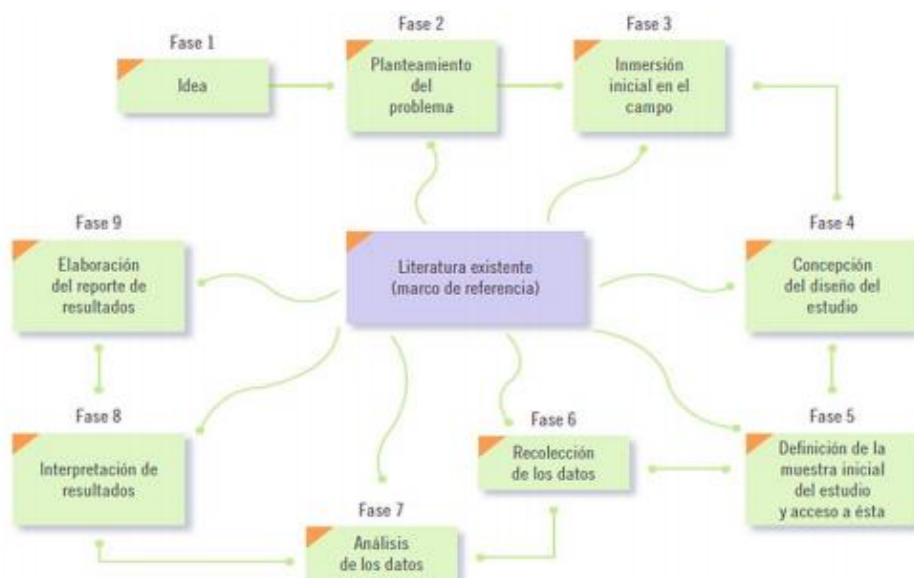 Fase 1
Idea
Fase 2
Planteamiento
del
problema
Fase 3
Inmersión
inicial en el
campo
Fase 9
Elaboración
del reporte de
resultados
Literatura existente
(marco de referencia)
Fase 4
Concepción
del diseño del
estudio
Fase 8
Interpretación de
resultados
Fase 7
Análisis
de los datos
Fase 6
Recolección
de los datos
Fase 5
Definición de la
muestra inicial
del estudio
y acceso a ésta